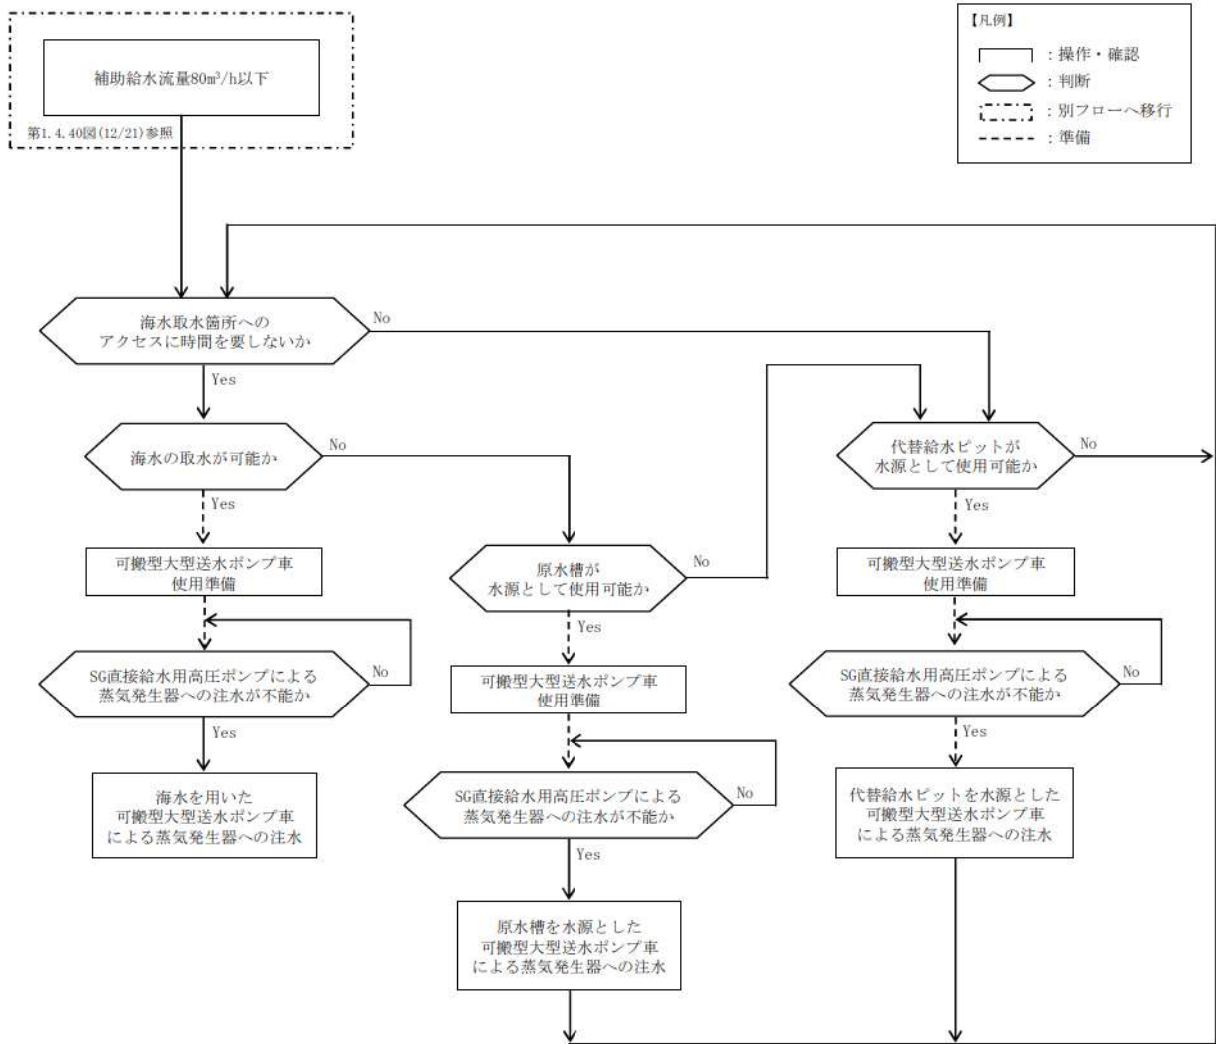 補助給水流量80m³/h以下
第1.4.40図(12/21)参照
【凡例】
：操作・確認
：判断
：別フローへ移行
：準備
海水取水箇所への
アクセスに時間を要しないか
No
Yes
海水の取水が可能か
No
Yes
代替給水ピットが
水源として使用可能か
No
Yes
可搬型大型送水ポンプ車
使用準備
原水槽が
水源として使用可能か
No
Yes
可搬型大型送水ポンプ車
使用準備
SG直接給水用高圧ポンプによる
蒸気発生器への注水が不能か
No
Yes
可搬型大型送水ポンプ車
使用準備
SG直接給水用高圧ポンプによる
蒸気発生器への注水が不能か
No
Yes
海水を用いた
可搬型大型送水ポンプ車
による蒸気発生器への注水
SG直接給水用高圧ポンプによる
蒸気発生器への注水が不能か
No
Yes
代替給水ピットを水源とした
可搬型大型送水ポンプ車
による蒸気発生器への注水
原水槽を水源とした
可搬型大型送水ポンプ車
による蒸気発生器への注水